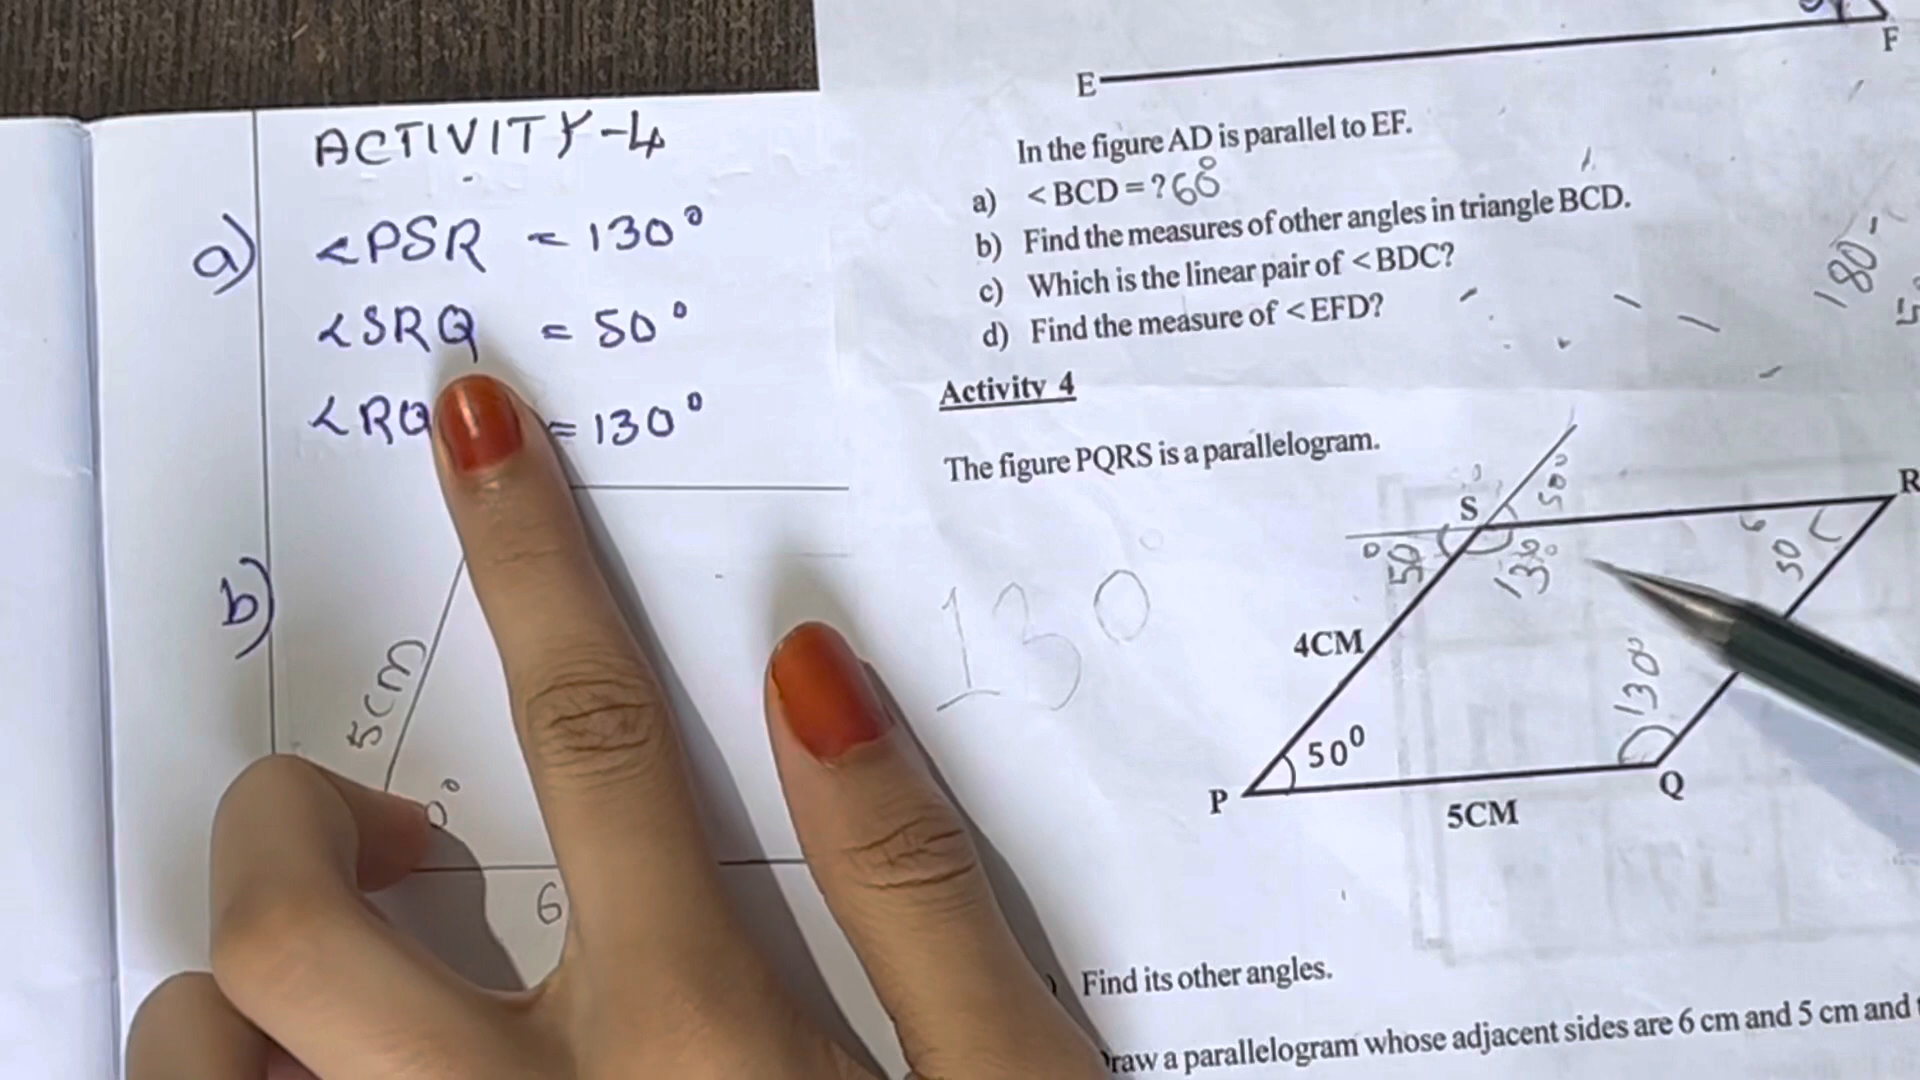 ACTIVITY-4
a) <PSR = 130°
<SRQ = 50°
<RQ = 130°
b)
5cm
0°
6
E
F
In the figure AD is parallel to EF.
a) <BCD = ? 68
b) Find the measures of other angles in triangle BCD.
c) Which is the linear pair of <BDC?
d) Find the measure of <EFD?
180-
Activity 4
The figure PQRS is a parallelogram.
S
R
50°
50
130°
50
4CM
130°
130
50⁰
P
Q
5CM
) Find its other angles.
raw a parallelogram whose adjacent sides are 6 cm and 5 cm and